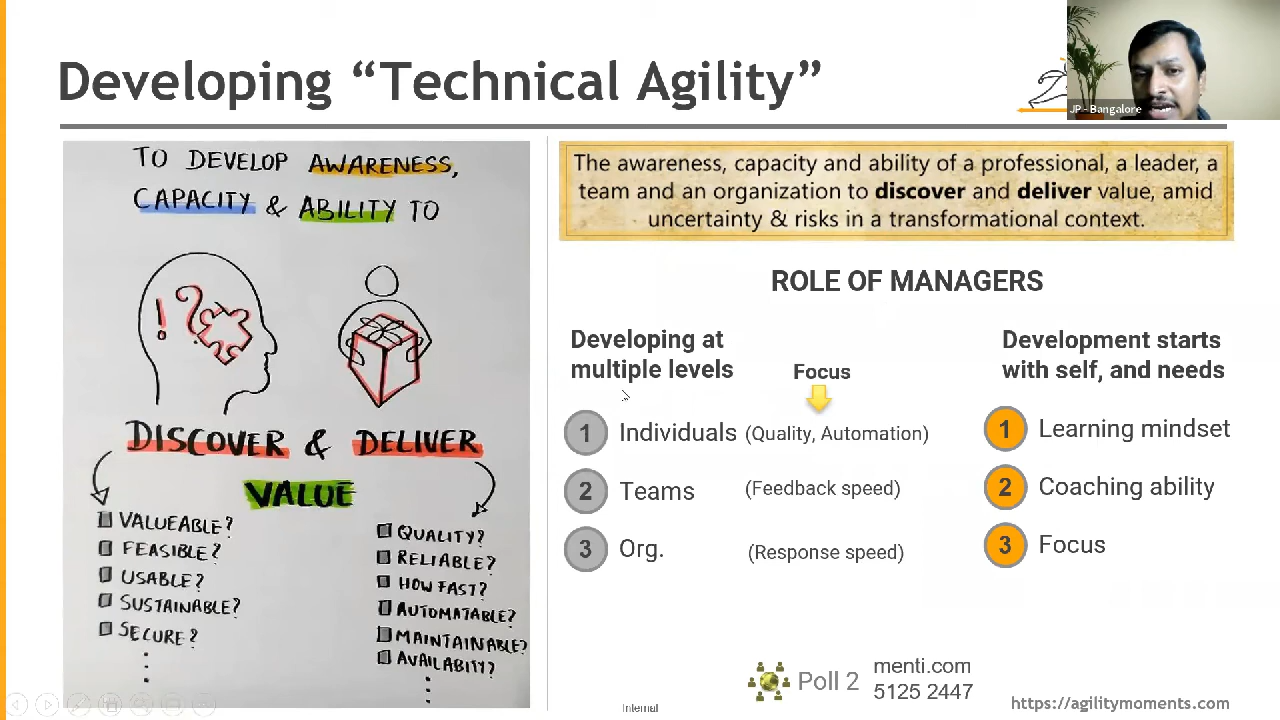 Developing “Technical Agility”
JP - Bangalore
TO DEVELOP AWARENESS,
CAPACITY & ABILITY TO
! ?
DISCOVER & DELIVER
VALUE
VALUEABLE?
FEASIBLE?
USABLE?
SUSTAINABLE?
SECURE?
QUALITY?
RELIABLE?
HOW FAST?
AUTOMATABLE?
MAINTAINABLE?
AVAILABITY?
The awareness, capacity and ability of a professional, a leader, a
team and an organization to discover and deliver value, amid
uncertainty & risks in a transformational context.
ROLE OF MANAGERS
Developing at
multiple levels
Focus
1 Individuals (Quality, Automation)
2 Teams (Feedback speed)
3 Org. (Response speed)
Development starts
with self, and needs
1 Learning mindset
2 Coaching ability
3 Focus
Poll 2
menti.com
5125 2447
Internal
https://agilitymoments.com